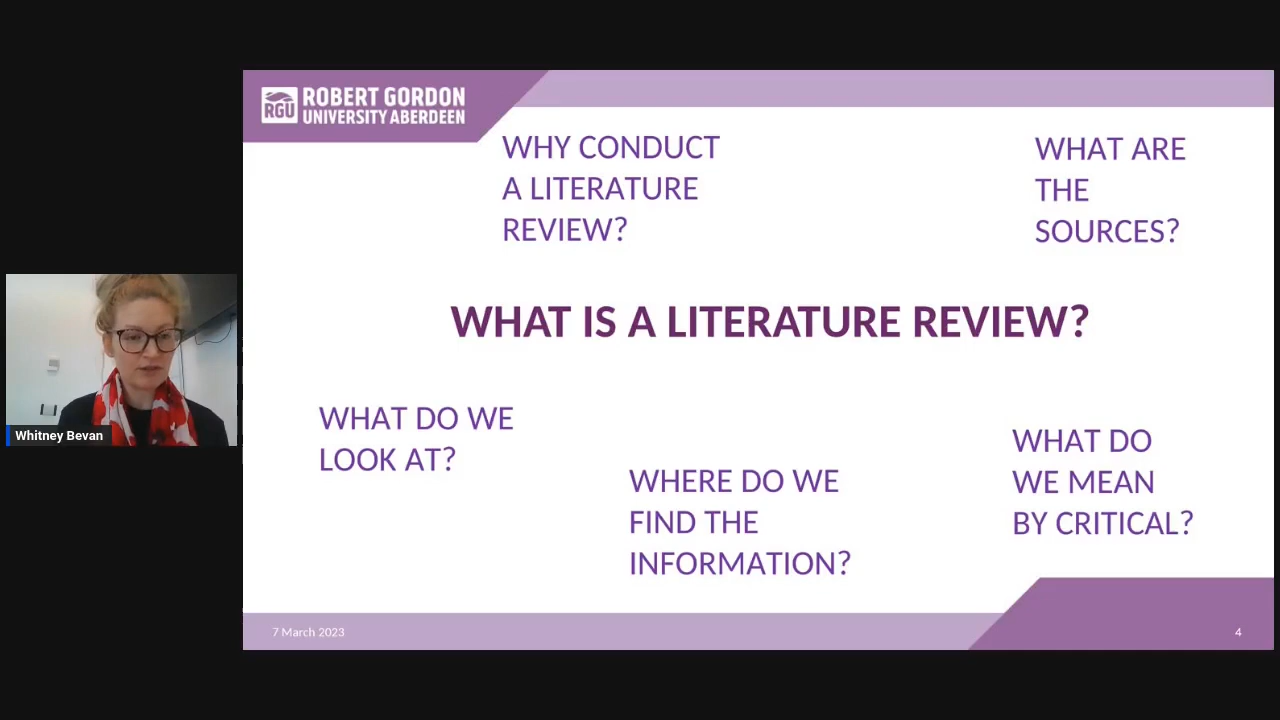 RGU
ROBERT GORDON
UNIVERSITY ABERDEEN
WHY CONDUCT
A LITERATURE
REVIEW?
WHAT ARE
THE
SOURCES?
WHAT IS A LITERATURE REVIEW?
WHAT DO WE
LOOK AT?
WHERE DO WE
FIND THE
INFORMATION?
WHAT DO
WE MEAN
BY CRITICAL?
Whitney Bevan
7 March 2023
4